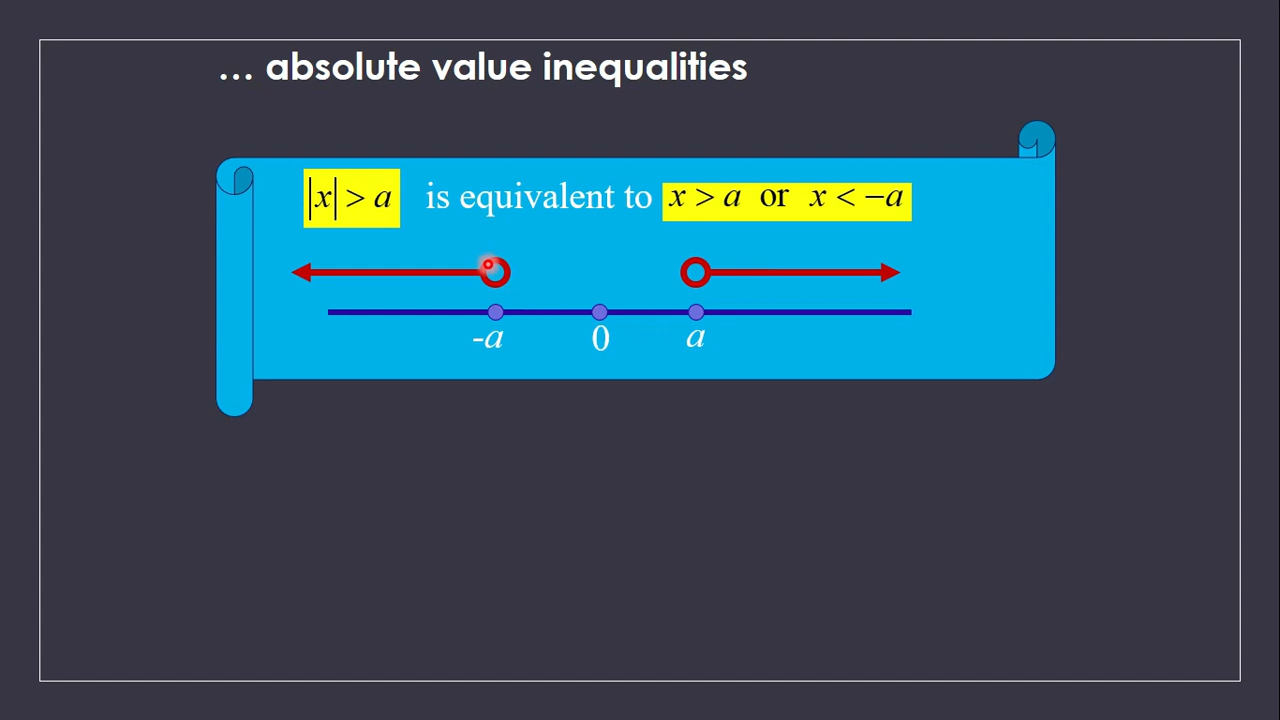 ... absolute value inequalities
|x| > a is equivalent to x > a or x < −a
-a 0 a